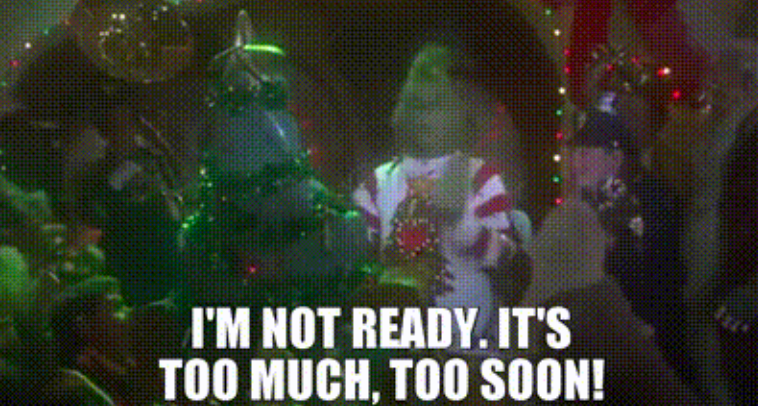 I'M NOT READY. IT'S
TOO MUCH, TOO SOON!